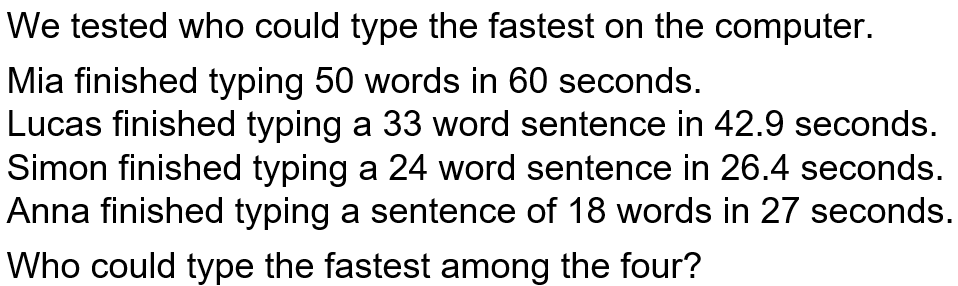 We tested who could type the fastest on the computer.
Mia finished typing 50 words in 60 seconds.
Lucas finished typing a 33 word sentence in 42.9 seconds.
Simon finished typing a 24 word sentence in 26.4 seconds.
Anna finished typing a sentence of 18 words in 27 seconds.
Who could type the fastest among the four?